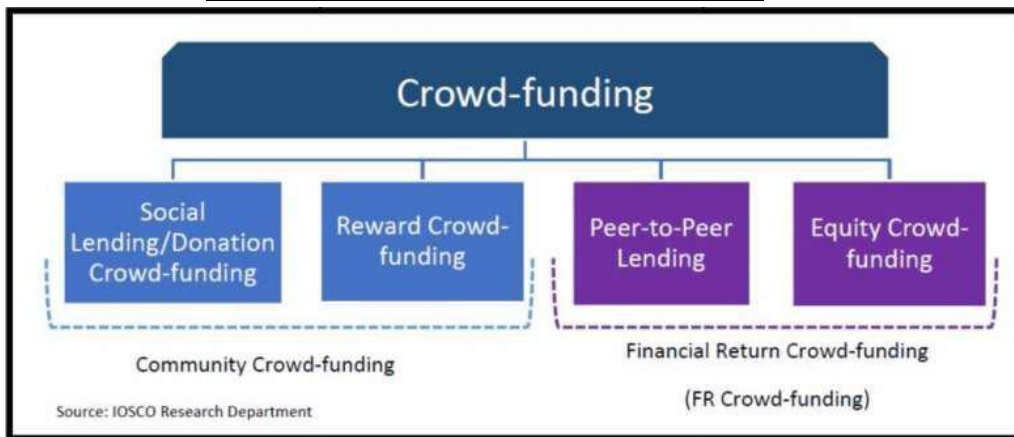 Crowd-funding
Social
Lending/Donation
Crowd-funding
Reward Crowd-
funding
Peer-to-Peer
Lending
Equity Crowd-
funding
Community Crowd-funding
Financial Return Crowd-funding
(FR Crowd-funding)
Source: IOSCO Research Department